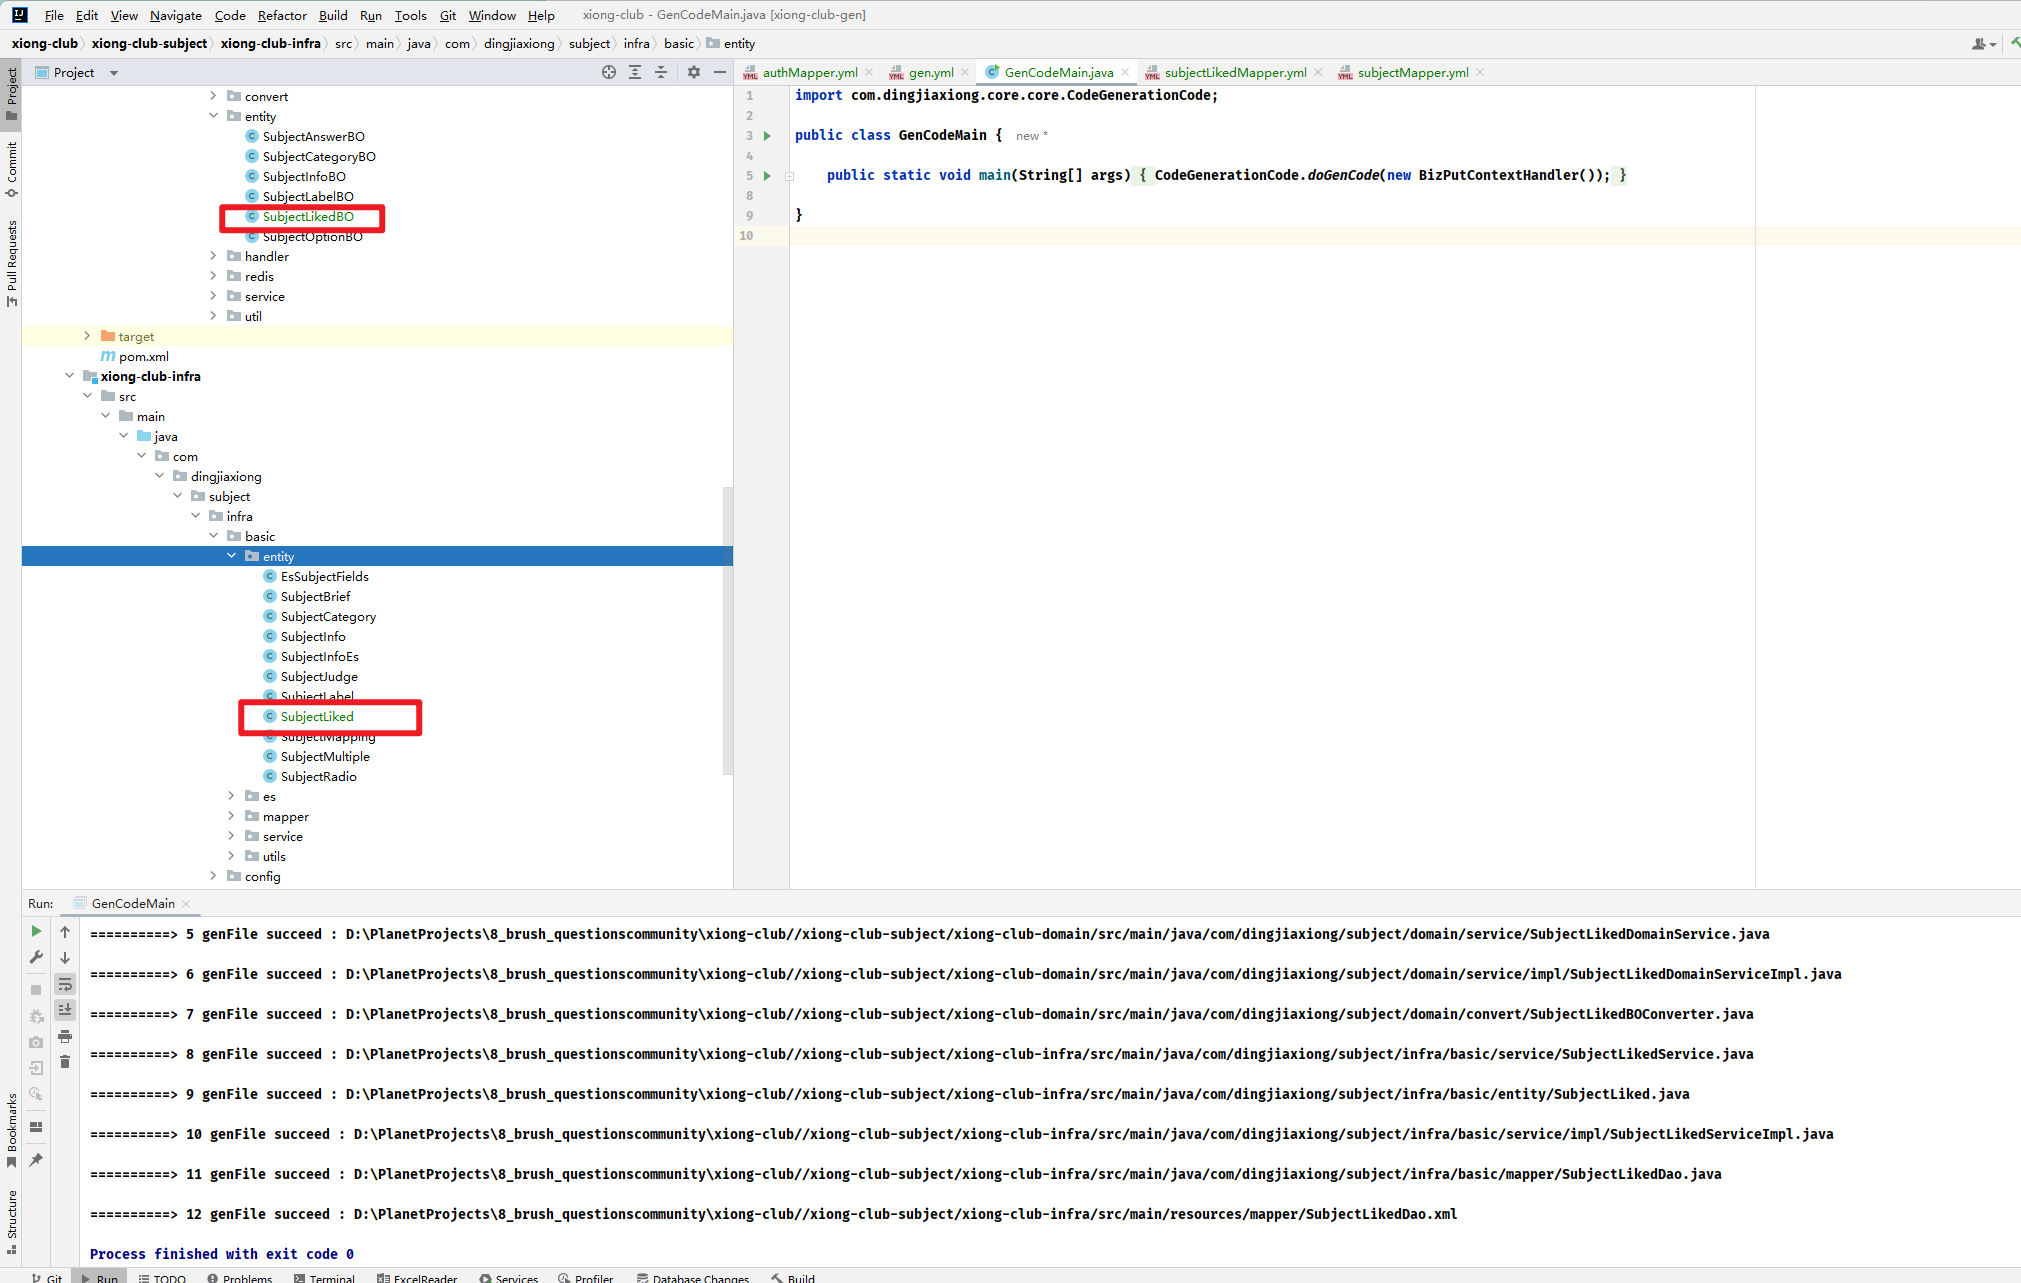 File Edit View Navigate Code Refactor Build Run Tools Git Window Help xiong-club - GenCodeMain.java [xiong-club-gen]
xiong-club xiong-club-subject xiong-club-infra src main java com dingjiaxiong subject infra basic entity
Project
authMapper.yml gen.yml GenCodeMain.java subjectLikedMapper.yml subjectMapper.yml
Project
Commit
Pull Requests
Bookmarks
Structure
convert
entity
SubjectAnswerBO
SubjectCategoryBO
SubjectInfoBO
SubjectLabelBO
SubjectLikedBO
SubjectOptionBO
handler
redis
service
util
target
pom.xml
xiong-club-infra
src
main
java
com
dingjiaxiong
subject
infra
basic
entity
EsSubjectFields
SubjectBrief
SubjectCategory
SubjectInfo
SubjectInfoEs
SubjectJudge
SubjectLabel
SubjectLiked
SubjectMapping
SubjectMultiple
SubjectRadio
es
mapper
service
utils
config
1 import com.dingjiaxiong.core.core.CodeGenerationCode;
2
3 public class GenCodeMain { new *
4
5 public static void main(String[] args) { CodeGenerationCode.doGenCode(new BizPutContextHandler()); }
8
9 }
10
Run: GenCodeMain
==========> 5 genFile succeed : D:\PlanetProjects\8_brush_questionscommunity\xiong-club//xiong-club-subject/xiong-club-domain/src/main/java/com/dingjiaxiong/subject/domain/service/SubjectLikedDomainService.java
==========> 6 genFile succeed : D:\PlanetProjects\8_brush_questionscommunity\xiong-club//xiong-club-subject/xiong-club-domain/src/main/java/com/dingjiaxiong/subject/domain/service/impl/SubjectLikedDomainServiceImpl.java
==========> 7 genFile succeed : D:\PlanetProjects\8_brush_questionscommunity\xiong-club//xiong-club-subject/xiong-club-domain/src/main/java/com/dingjiaxiong/subject/domain/convert/SubjectLikedBOConverter.java
==========> 8 genFile succeed : D:\PlanetProjects\8_brush_questionscommunity\xiong-club//xiong-club-subject/xiong-club-infra/src/main/java/com/dingjiaxiong/subject/infra/basic/service/SubjectLikedService.java
==========> 9 genFile succeed : D:\PlanetProjects\8_brush_questionscommunity\xiong-club//xiong-club-subject/xiong-club-infra/src/main/java/com/dingjiaxiong/subject/infra/basic/entity/SubjectLiked.java
==========> 10 genFile succeed : D:\PlanetProjects\8_brush_questionscommunity\xiong-club//xiong-club-subject/xiong-club-infra/src/main/java/com/dingjiaxiong/subject/infra/basic/service/impl/SubjectLikedServiceImpl.java
==========> 11 genFile succeed : D:\PlanetProjects\8_brush_questionscommunity\xiong-club//xiong-club-subject/xiong-club-infra/src/main/java/com/dingjiaxiong/subject/infra/basic/mapper/SubjectLikedDao.java
==========> 12 genFile succeed : D:\PlanetProjects\8_brush_questionscommunity\xiong-club//xiong-club-subject/xiong-club-infra/src/main/resources/mapper/SubjectLikedDao.xml
Process finished with exit code 0
Git Run TODO Problems Terminal ExcelReader Services Profiler Database Changes Build